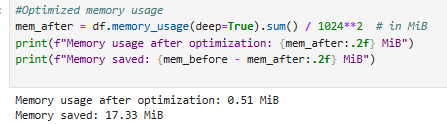 #Optimized memory usage
mem_after = df.memory_usage(deep=True).sum() / 1024**2  # in MiB
print(f"Memory usage after optimization: {mem_after:.2f} MiB")
print(f"Memory saved: {mem_before - mem_after:.2f} MiB")
Memory usage after optimization: 0.51 MiB
Memory saved: 17.33 MiB